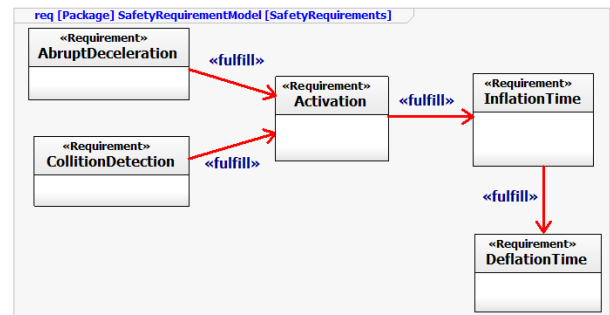 req [Package] SafetyRequirementModel [SafetyRequirements]
«Requirement»
AbruptDeceleration
«fulfill»
«Requirement»
Activation
«fulfill»
«Requirement»
InflationTime
«Requirement»
CollitionDetection
«fulfill»
«fulfill»
«Requirement»
DeflationTime